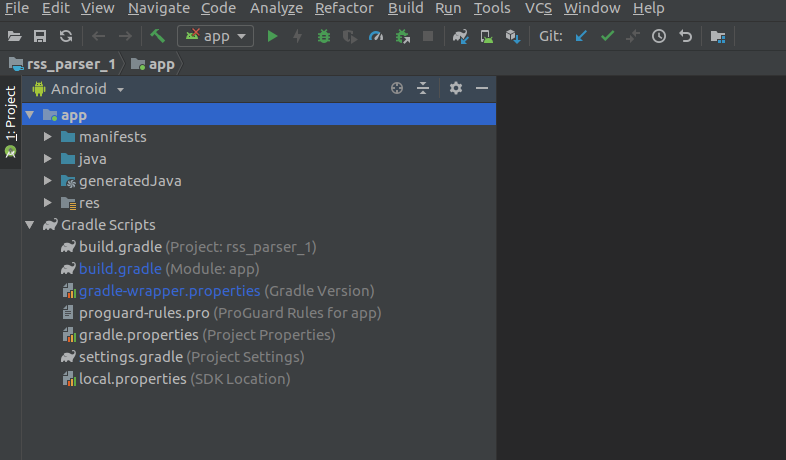 File Edit View Navigate Code Analyze Refactor Build Run Tools VCS Window Help
app Git:
rss_parser_1 app
1: Project
Android
app
manifests
java
generatedJava
res
Gradle Scripts
build.gradle (Project: rss_parser_1)
build.gradle (Module: app)
gradle-wrapper.properties (Gradle Version)
proguard-rules.pro (ProGuard Rules for app)
gradle.properties (Project Properties)
settings.gradle (Project Settings)
local.properties (SDK Location)